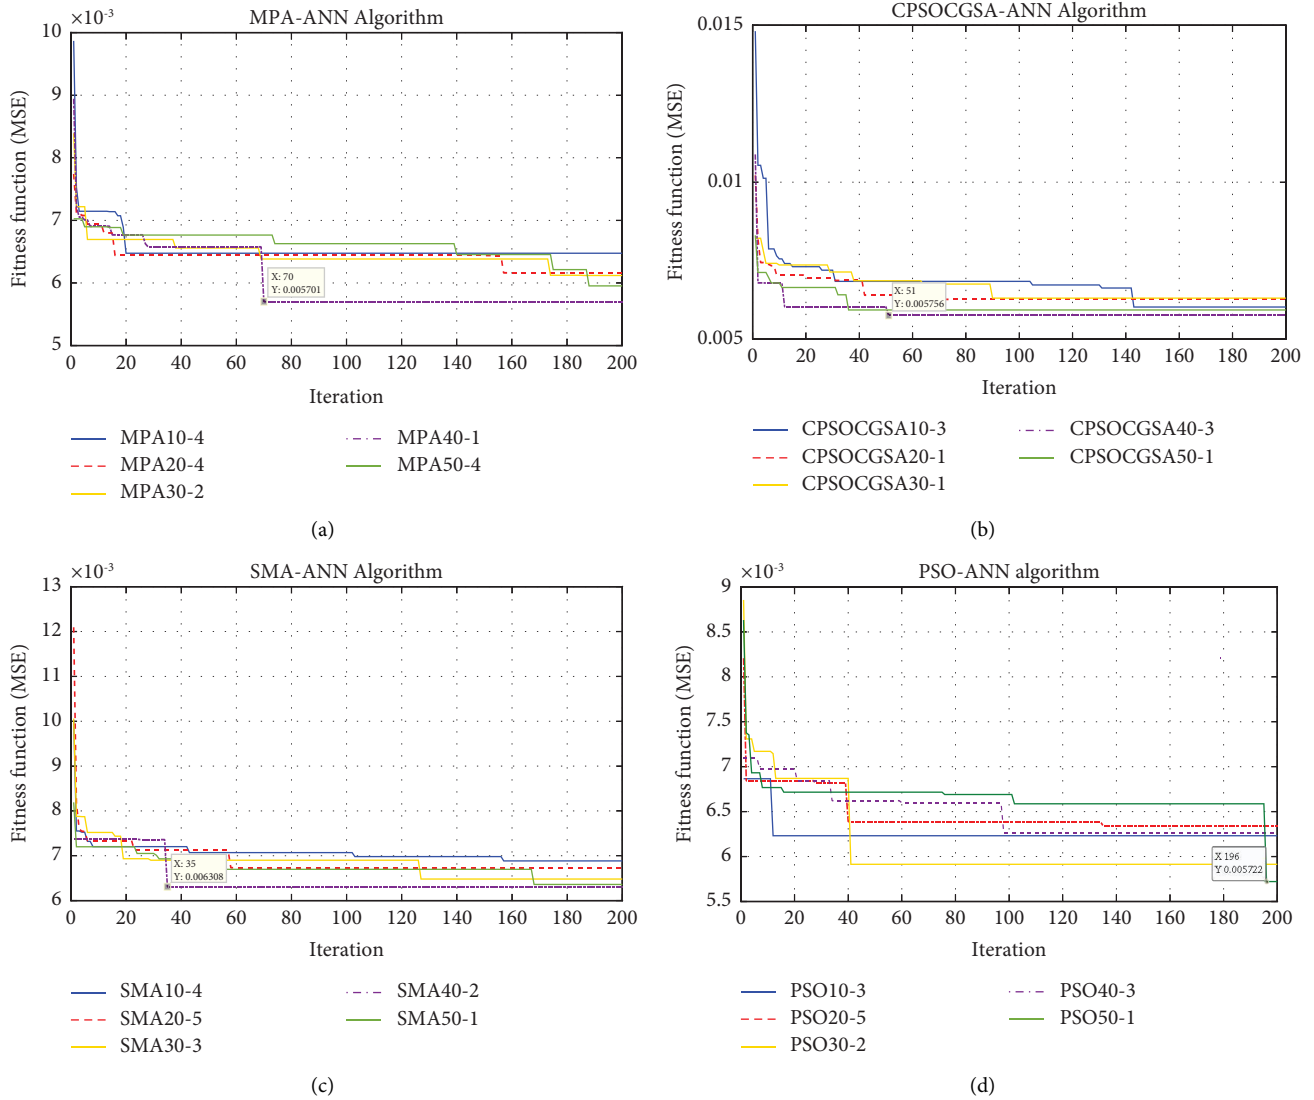 MPA-ANN Algorithm
×10-3
10
9
8
7
6
5
Fitness function (MSE)
X: 70
Y: 0.005701
0 20 40 60 80 100 120 140 160 180 200
Iteration
MPA10-4
MPA20-4
MPA30-2
MPA40-1
MPA50-4
(a)
CPSOCGSA-ANN Algorithm
0.015
0.01
0.005
Fitness function (MSE)
X: 51
Y: 0.005756
0 20 40 60 80 100 120 140 160 180 200
Iteration
CPSOCGSA10-3
CPSOCGSA20-1
CPSOCGSA30-1
CPSOCGSA40-3
CPSOCGSA50-1
(b)
SMA-ANN Algorithm
×10-3
13
12
11
10
9
8
7
6
Fitness function (MSE)
X: 35
Y: 0.006308
0 20 40 60 80 100 120 140 160 180 200
Iteration
SMA10-4
SMA20-5
SMA30-3
SMA40-2
SMA50-1
(c)
PSO-ANN algorithm
×10-3
9
8.5
8
7.5
7
6.5
6
5.5
Fitness function (MSE)
X 196
Y 0.005722
0 20 40 60 80 100 120 140 160 180 200
Iteration
PSO10-3
PSO20-5
PSO30-2
PSO40-3
PSO50-1
(d)